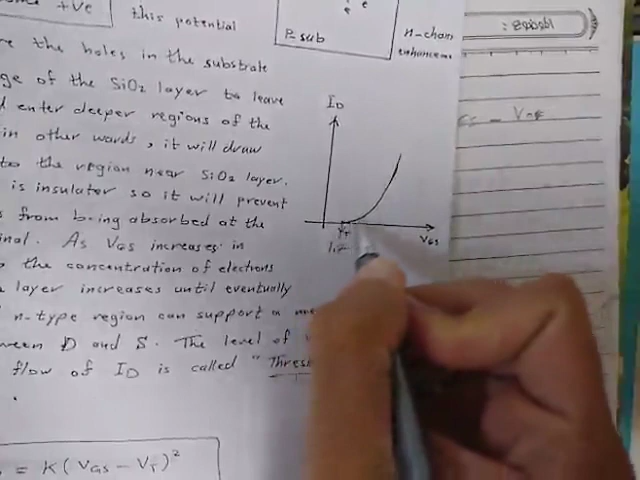 +ve this potential
P-sub
n-chann
enhancem
re the holes in the substrate
ge of the SiO2 layer to leave
d enter deeper regions of the
in other words, it will draw
to the region near SiO2 layer.
is insulater so it will prevent
s from being absorbed at the
inal. As VGS increases in
the concentration of electrons
layer increases until eventually
n-type region can support a
ween D and S. The level of
flow of ID is called "Thres
= K(VGS - VT)²
ID
VT
VGS
e e